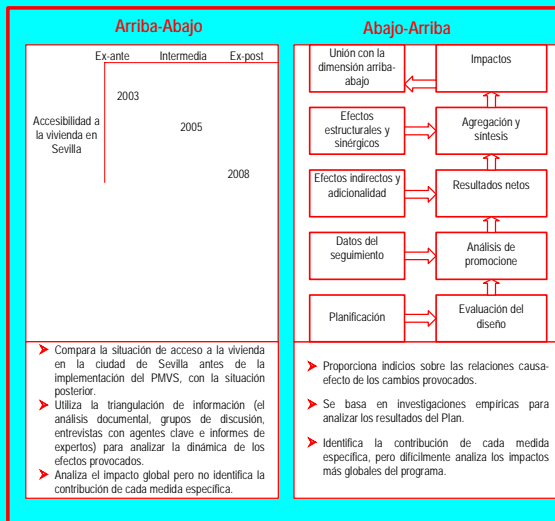 Arriba-Abajo
Ex-ante Intermedia Ex-post
2003
Accesibilidad a
la vivienda en
Sevilla
2005
2008
➤ Compara la situación de acceso a la vivienda
en la ciudad de Sevilla antes de la
implementación del PMVS, con la situación
posterior.
➤ Utiliza la triangulación de información (el
análisis documental, grupos de discusión,
entrevistas con agentes clave e informes de
expertos) para analizar la dinámica de los
efectos provocados.
➤ Analiza el impacto global pero no identifica la
contribución de cada medida específica.
Abajo-Arriba
Unión con la
dimensión arriba-
abajo
Impactos
Efectos
estructurales y
sinérgicos
Agregación y
síntesis
Efectos indirectos y
adicionalidad
Resultados netos
Datos del
seguimiento
Análisis de
promocione
Planificación
Evaluación del
diseño
➤ Proporciona indicios sobre las relaciones causa-
efecto de los cambios provocados.
➤ Se basa en investigaciones empíricas para
analizar los resultados del Plan.
➤ Identifica la contribución de cada medida
específica, pero difícilmente analiza los impactos
más globales del programa.